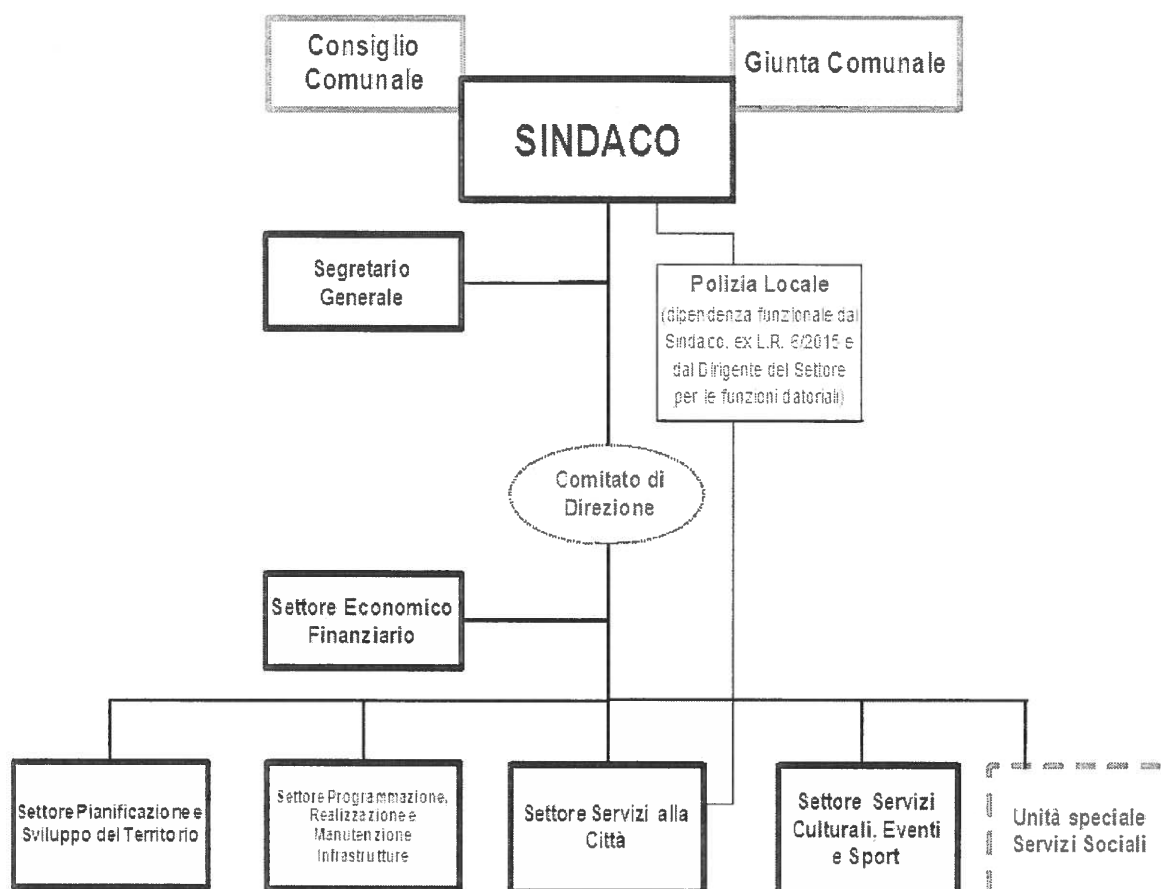 Consiglio
Comunale
Giunta Comunale
SINDACO
Segretario
Generale
Polizia Locale
(dipendenza funzionale dal
Sindaco, ex L.R. 6/2015 e
dal Dirigente del Settore
per le funzioni datoriali)
Comitato di
Direzione
Settore Economico
Finanziario
Settore Pianificazione e
Sviluppo del Territorio
Settore Programmazione,
Realizzazione e
Manutenzione
Infrastrutture
Settore Servizi alla
Città
Settore Servizi
Culturali, Eventi
e Sport
Unità speciale
Servizi Sociali